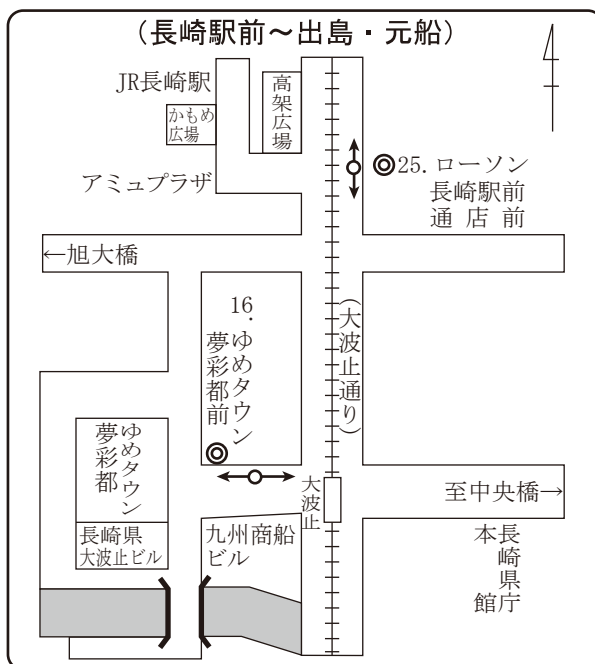 (長崎駅前～出島・元船)
JR長崎駅
かもめ
広場
高架広場
アミュプラザ
25. ローソン
長崎駅前
通店前
←旭大橋
16. ゆめタウン
夢彩都前
(大波止通り)
ゆめタウン
夢彩都
長崎県
大波止ビル
九州商船
ビル
大波止
至中央橋→
長崎県庁
本館